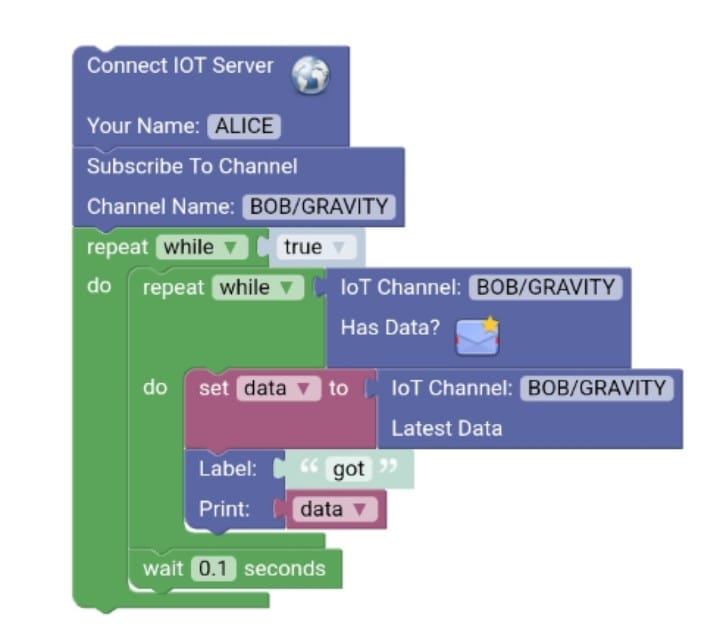 Connect IOT Server
Your Name: ALICE
Subscribe To Channel
Channel Name: BOB/GRAVITY
repeat while ▼ true ▼
do repeat while ▼ IoT Channel: BOB/GRAVITY
Has Data?
do set data ▼ to IoT Channel: BOB/GRAVITY
Latest Data
Label: “ got ”
Print: data ▼
wait 0.1 seconds